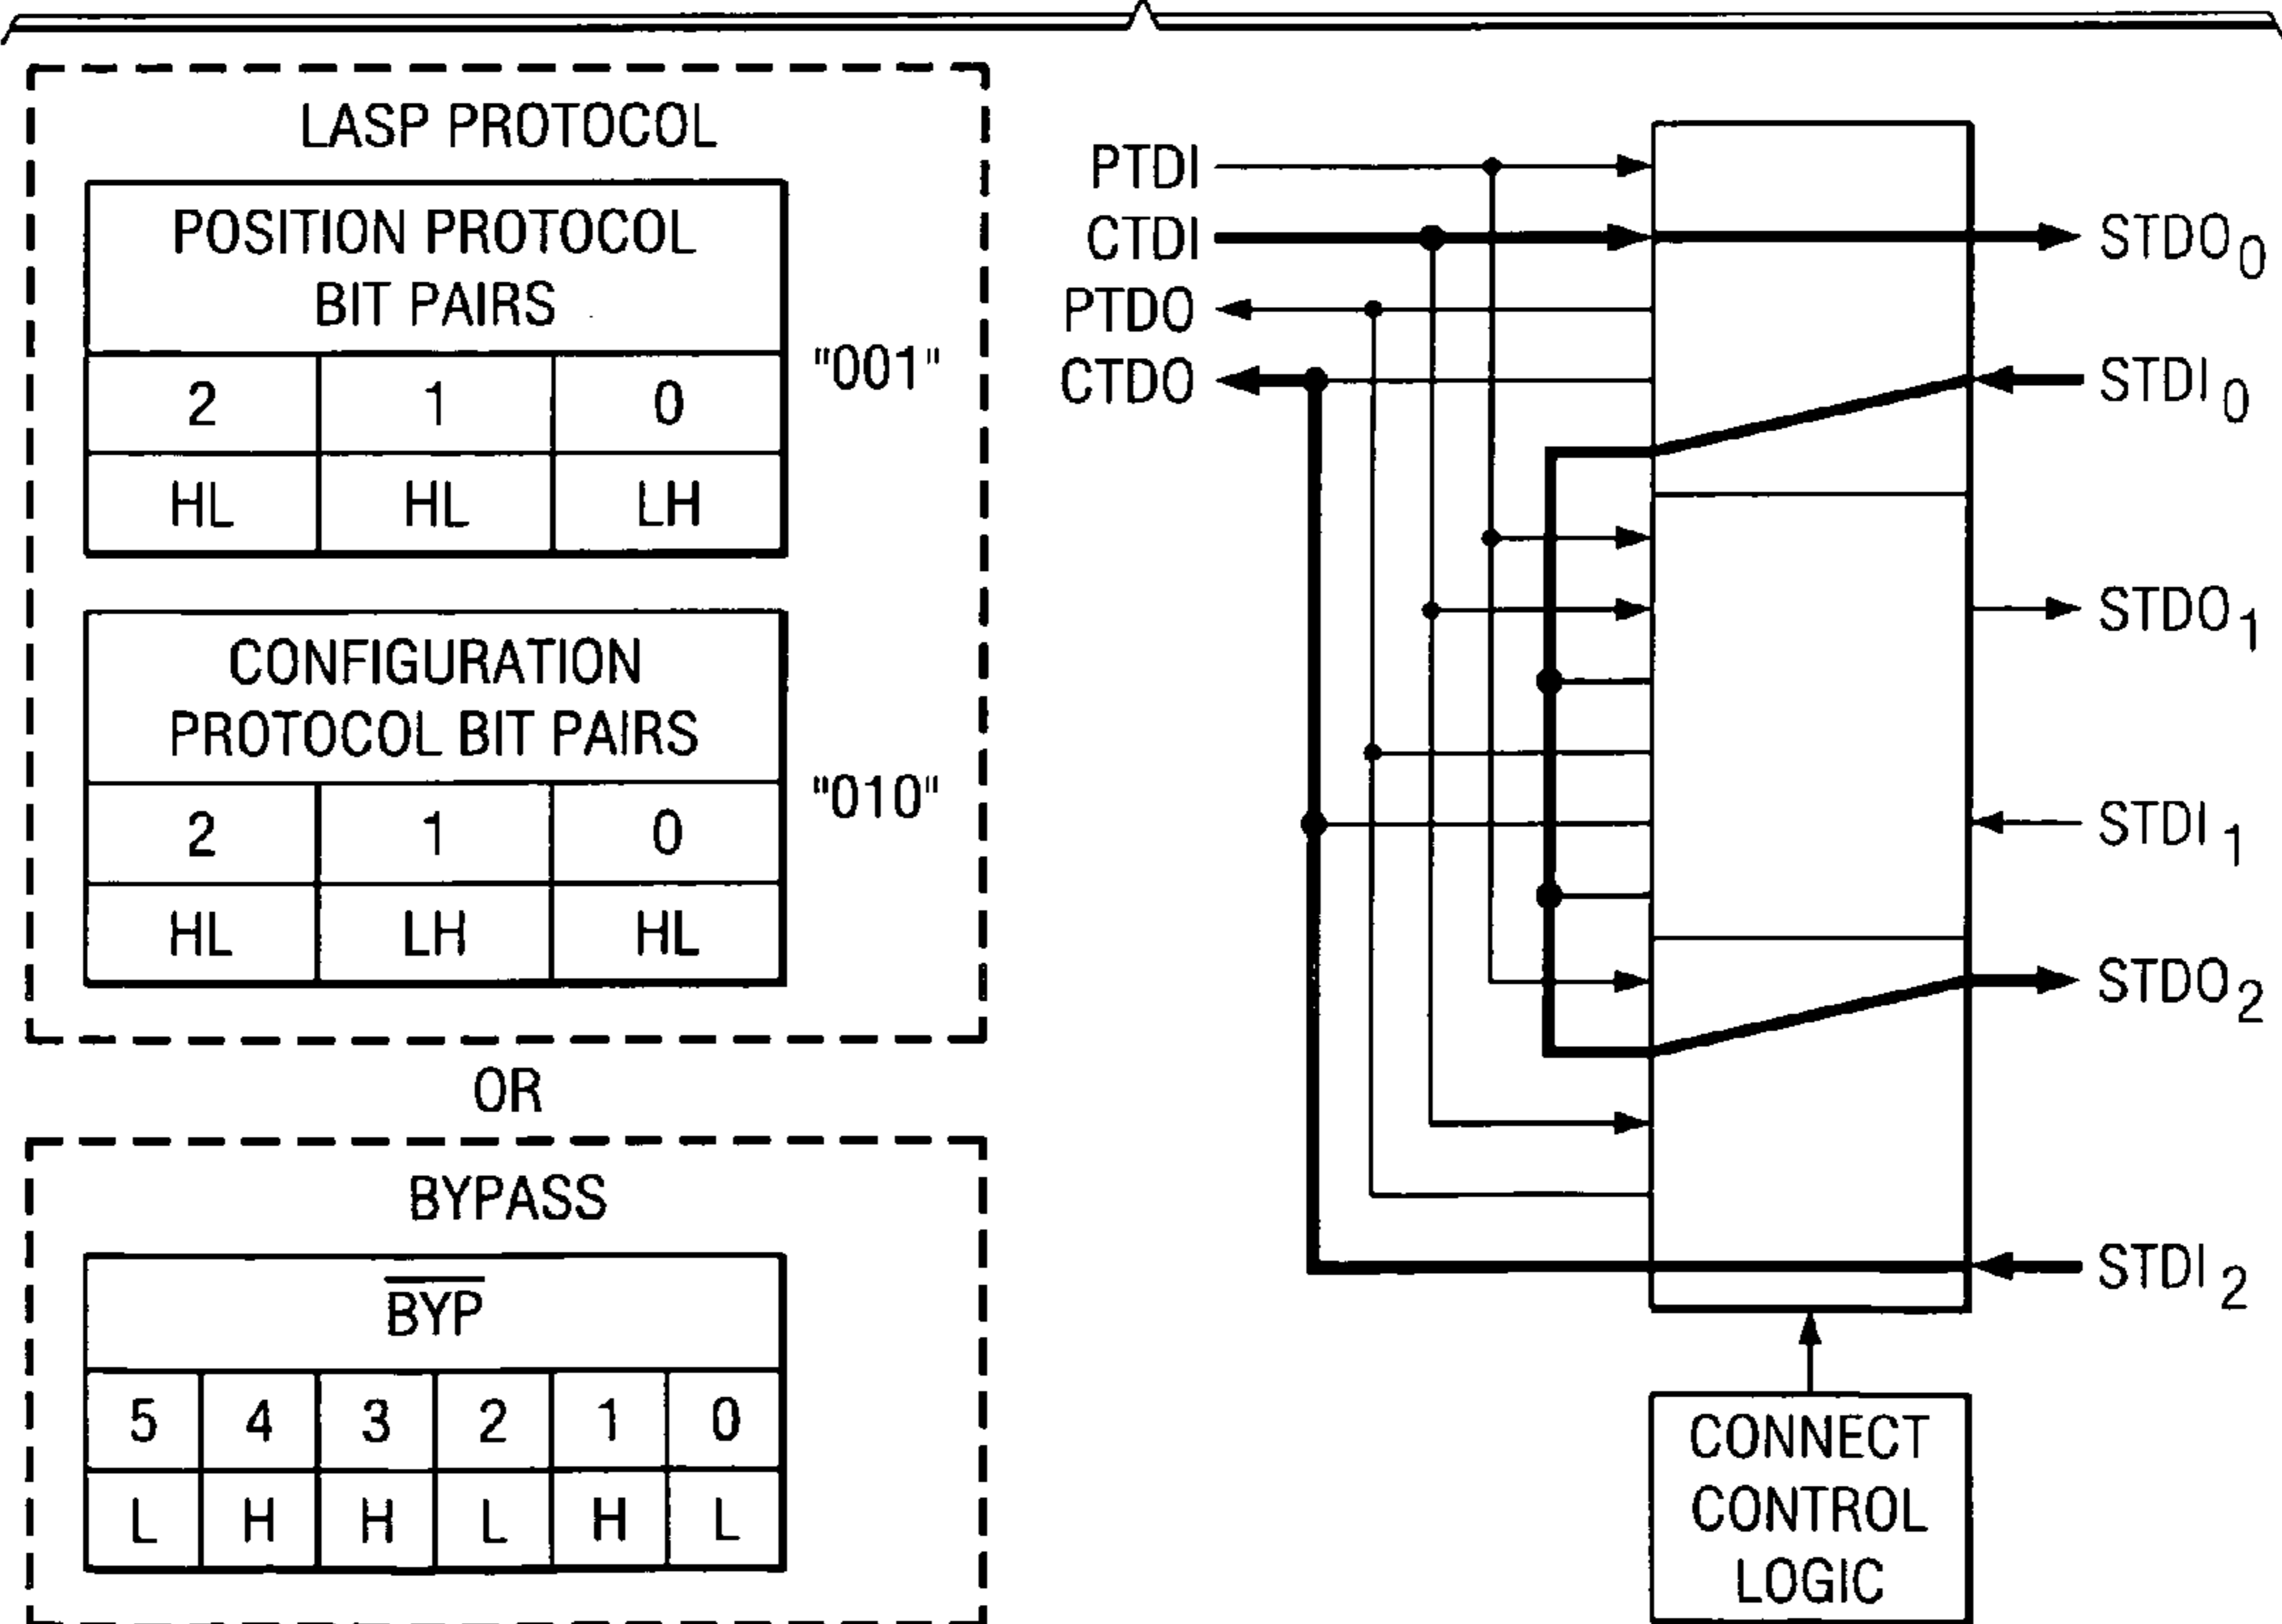 LASP PROTOCOL
POSITION PROTOCOL
BIT PAIRS
2 1 0
HL HL LH
"001"
CONFIGURATION
PROTOCOL BIT PAIRS
2 1 0
HL LH HL
"010"
OR
BYPASS
BYP
5 4 3 2 1 0
L H H L H L
PTDI
CTDI
PTDO
CTDO
STDO0
STDI0
STDO1
STDI1
STDO2
STDI2
CONNECT
CONTROL
LOGIC